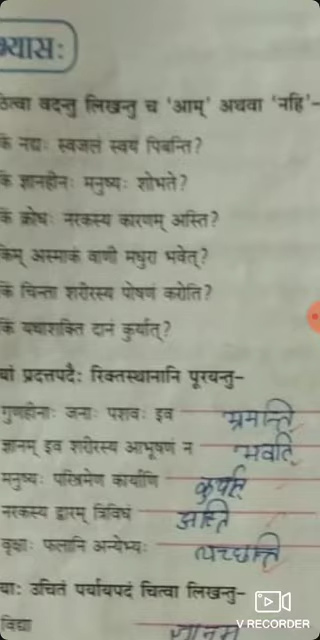 भ्यासः
ठित्वा वदन्तु लिखन्तु च 'आम्' अथवा 'नहि'-
कि नद्यः स्वजलं स्वयं पिबन्ति?
कि ज्ञानहीनः मनुष्यः शोभते?
कि क्रोधः नरकस्य कारणम् अस्ति?
किम् अस्माकं वाणी मधुरा भवेत्?
कि चिन्ता शरीरस्य पोषणं करोति?
कि यथाशक्ति दानं कुर्यात्?
यां प्रदत्तपदैः रिक्तस्थानानि पूरयन्तु-
गुणहीनाः जनाः पशवः इव भ्रमन्ति
ज्ञानम् इव शरीरस्य आभूषणं न भवति
मनुष्यः परिश्रमेण कार्याणि
नरकस्य द्वारम् त्रिविधं अस्ति
वृक्षाः फलानि अन्येभ्यः यच्छन्ति
याः उचितं पर्यायपदं चित्वा लिखन्तु-
विद्या ज्ञानम
V RECORDER